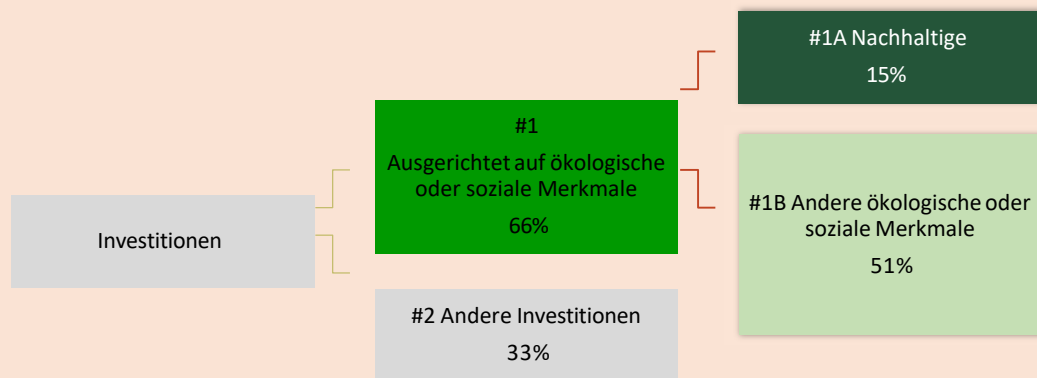 Investitionen
#1
Ausgerichtet auf ökologische
oder soziale Merkmale
66%
#2 Andere Investitionen
33%
#1A Nachhaltige
15%
#1B Andere ökologische oder
soziale Merkmale
51%